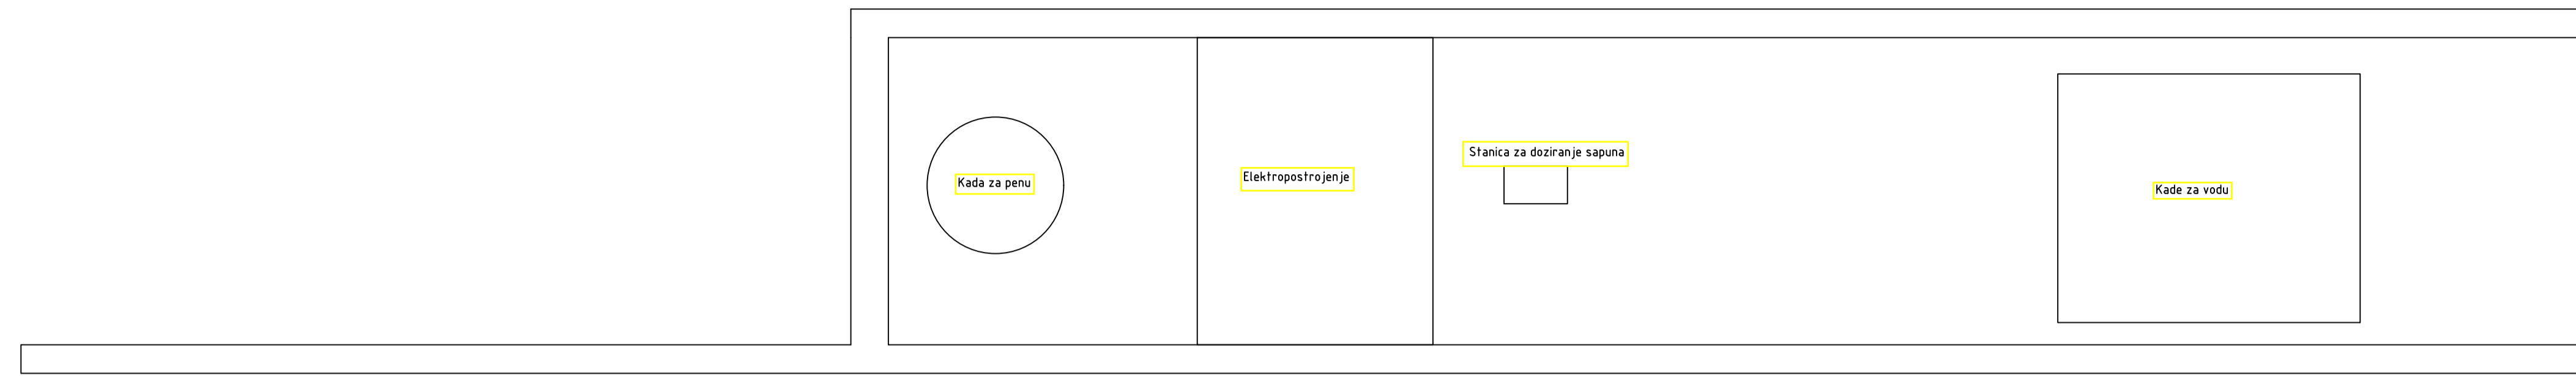 Kada za penu
Elektropostrojenje
Stanica za doziranje sapuna
Kade za vodu